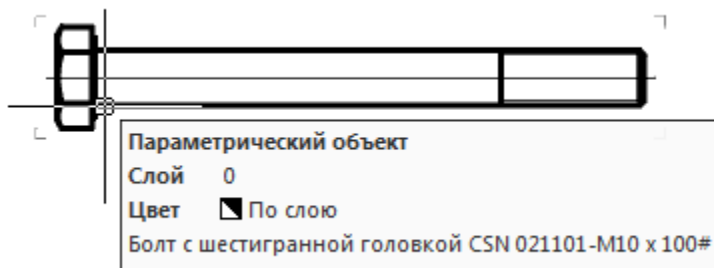 Параметрический объект
Слой 0
Цвет По слою
Болт с шестигранной головкой CSN 021101-M10 x 100#